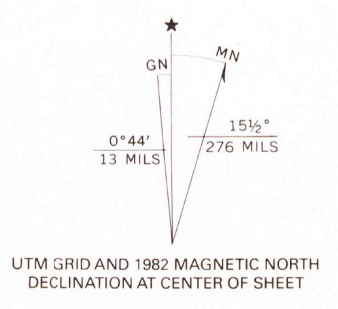 ★
GN
MN
0°44′
13 MILS
15½°
276 MILS
UTM GRID AND 1982 MAGNETIC NORTH
DECLINATION AT CENTER OF SHEET